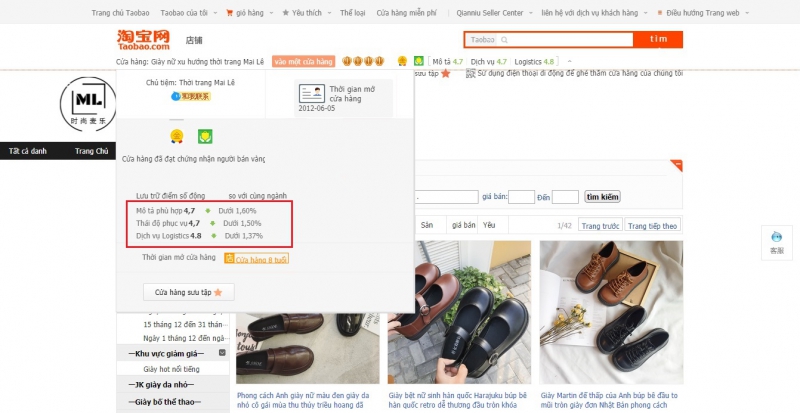 Trang chủ Taobao Taobao của tôi giỏ hàng Yêu thích Thể loại Cửa hàng miễn phí Qianniu Seller Center liên hệ với dịch vụ khách hàng Điều hướng Trang web
淘宝网 店铺 Taobao tìm
Taobao.com
Cửa hàng: Giày nữ xu hướng thời trang Mai Lê vào một cửa hàng Mô tả 4.7 Dịch vụ 4.7 Logistics 4.8
sưu tập Sử dụng điện thoại di động để ghé thăm cửa hàng của chúng tôi
Chủ tiệm: Thời trang Mai Lê
和我联系
Thời gian mở
cửa hàng
2012-06-05
ML
时尚麦乐
Tất cả danh Trang Chủ
Cửa hàng đã đạt chứng nhận người bán vàng
Lưu trữ điểm số động so với cùng ngành
Mô tả phù hợp 4,7 Dưới 1,60%
Thái độ phục vụ 4,7 Dưới 1,50%
Dịch vụ Logistics 4.8 Dưới 1,37%
Thời gian mở cửa hàng 店 Cửa hàng 8 tuổi
Cửa hàng sưu tập
giá bán: Đến tìm kiếm
Sàn giá bán Yêu 1/42 Trang trước Trang tiếp theo
客服
15 tháng 12 đến 31 thán
1 tháng 12 đến 1 ngà
—Khu vực giảm giá—
Giày hot nổi tiếng
—JK giày da nhỏ—
—Giày bố thể thao—
Phong cách Anh giày nữ màu đen giày da
nhỏ cô gái mùa thu thủy triều hoang dã
Giày bệt nữ sinh hàn quốc Harajuku búp bê
hàn quốc retro dễ thương đầu tròn khóa
Giày Martin đế thấp của Anh búp bê đầu to
mũi tròn giày đơn Nhật Bản phong cách